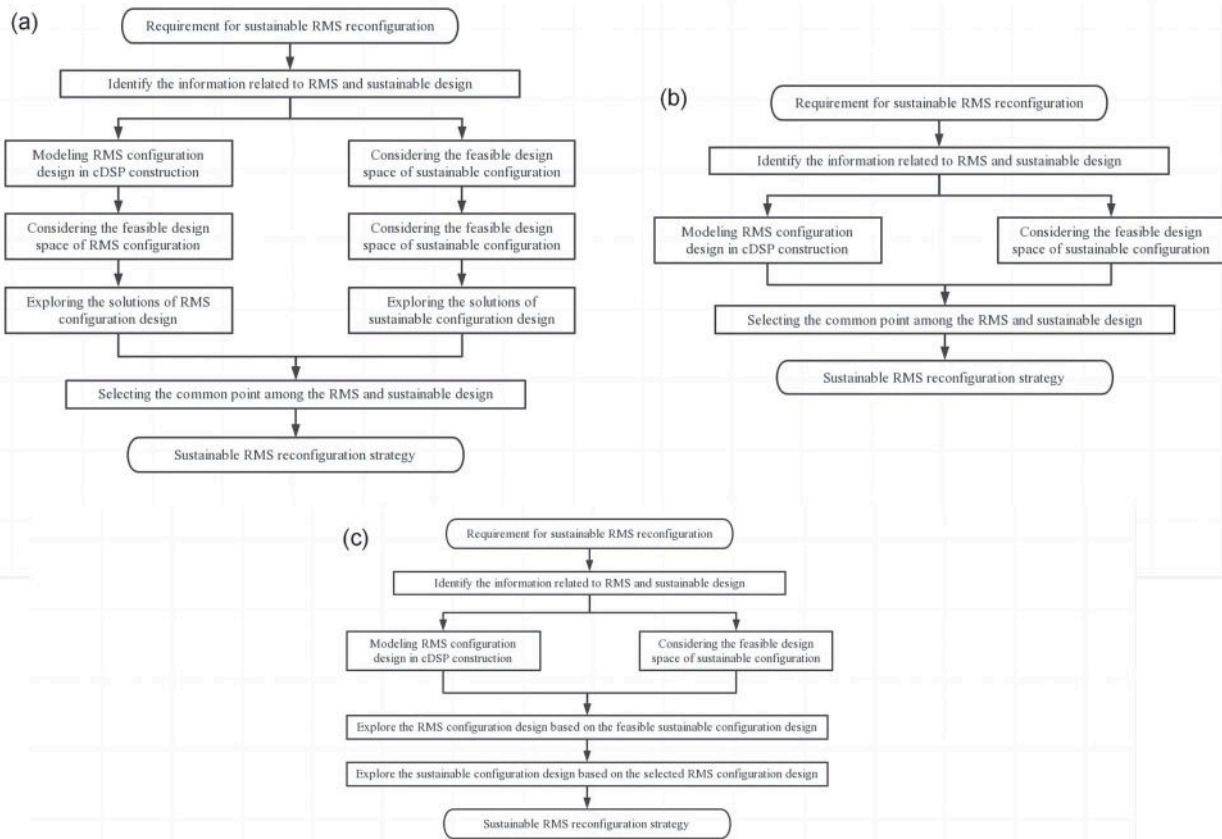 (a)
Requirement for sustainable RMS reconfiguration
Identify the information related to RMS and sustainable design
Modeling RMS configuration
design in cDSP construction
Considering the feasible design
space of sustainable configuration
Considering the feasible design
space of RMS configuration
Considering the feasible design
space of sustainable configuration
Exploring the solutions of RMS
configuration design
Exploring the solutions of
sustainable configuration design
Selecting the common point among the RMS and sustainable design
Sustainable RMS reconfiguration strategy
(b)
Requirement for sustainable RMS reconfiguration
Identify the information related to RMS and sustainable design
Modeling RMS configuration
design in cDSP construction
Considering the feasible design
space of sustainable configuration
Selecting the common point among the RMS and sustainable design
Sustainable RMS reconfiguration strategy
(c)
Requirement for sustainable RMS reconfiguration
Identify the information related to RMS and sustainable design
Modeling RMS configuration
design in cDSP construction
Considering the feasible design
space of sustainable configuration
Explore the RMS configuration design based on the feasible sustainable configuration design
Explore the sustainable configuration design based on the selected RMS configuration design
Sustainable RMS reconfiguration strategy